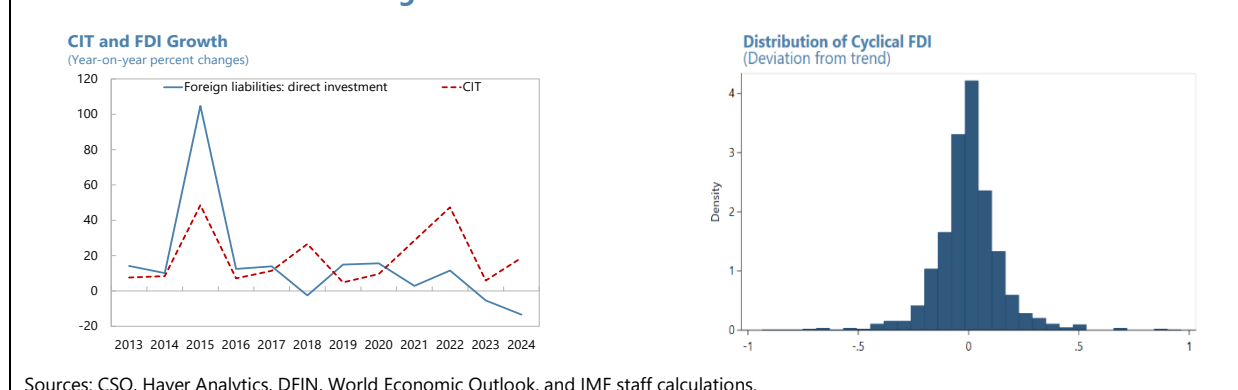 CIT and FDI Growth
(Year-on-year percent changes)
120
100
80
60
40
20
0
-20
Foreign liabilities: direct investment
CIT
2013 2014 2015 2016 2017 2018 2019 2020 2021 2022 2023 2024
Distribution of Cyclical FDI
(Deviation from trend)
Density
4
3
2
1
0
-1 -.5 0 .5 1
Sources: CSO, Haver Analytics, DFIN, World Economic Outlook, and IMF staff calculations.